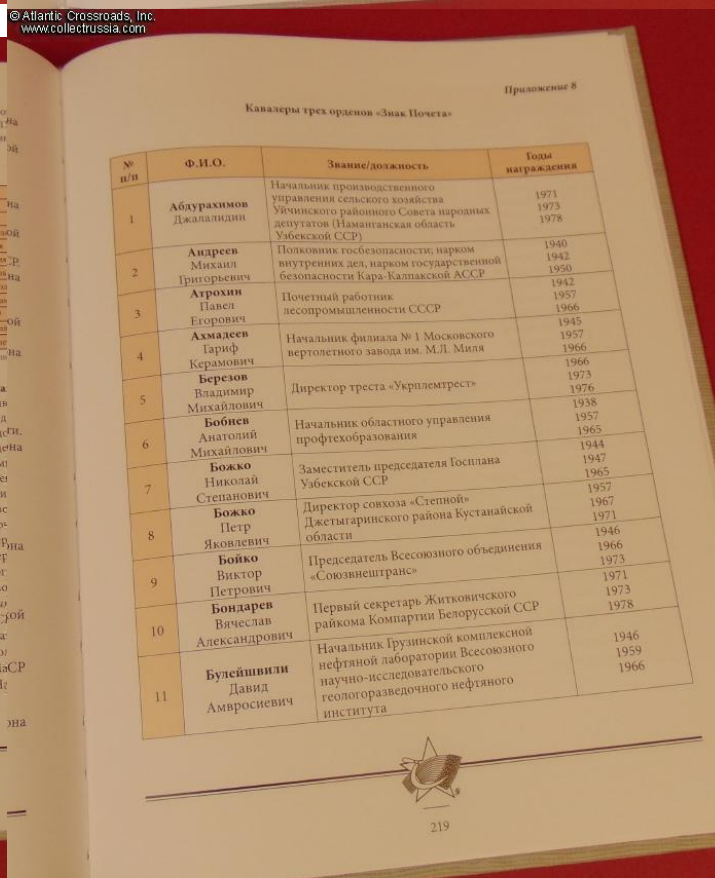 © Atlantic Crossroads, Inc.
www.collectrussia.com
Приложение 8
Кавалеры трех орденов «Знак Почета»
№ п/п
Ф.И.О.
Звание/должность
Годы награждения
1
Абдурахимов
Джалалидин
Начальник производственного
управления сельского хозяйства
Уйчинского районного Совета народных
депутатов (Наманганская область
Узбекской ССР)
1971
1973
1978
2
Андреев
Михаил
Григорьевич
Полковник госбезопасности; нарком
внутренних дел, нарком государственной
безопасности Кара-Калпакской АССР
1940
1942
1950
3
Атрохин
Павел
Егорович
Почетный работник
лесопромышленности СССР
1942
1957
1966
4
Ахмадеев
Гариф
Керамович
Начальник филиала № 1 Московского
вертолетного завода им. М.Л. Миля
1945
1957
1966
5
Березов
Владимир
Михайлович
Директор треста «Укрплемтрест»
1966
1973
1976
6
Бобнев
Анатолий
Михайлович
Начальник областного управления
профтехобразования
1938
1957
1965
7
Божко
Николай
Степанович
Заместитель председателя Госплана
Узбекской ССР
1944
1947
1965
8
Божко
Петр
Яковлевич
Директор совхоза «Степной»
Джетыгаринского района Кустанайской
области
1957
1967
1971
9
Бойко
Виктор
Петрович
Председатель Всесоюзного объединения
«Союзвнештранс»
1946
1966
1973
10
Бондарев
Вячеслав
Александрович
Первый секретарь Житковичского
райкома Компартии Белорусской ССР
1971
1973
1978
11
Булейшвили
Давид
Амвросиевич
Начальник Грузинской комплексной
нефтяной лаборатории Всесоюзного
научно-исследовательского
геологоразведочного нефтяного
института
1946
1959
1966
219